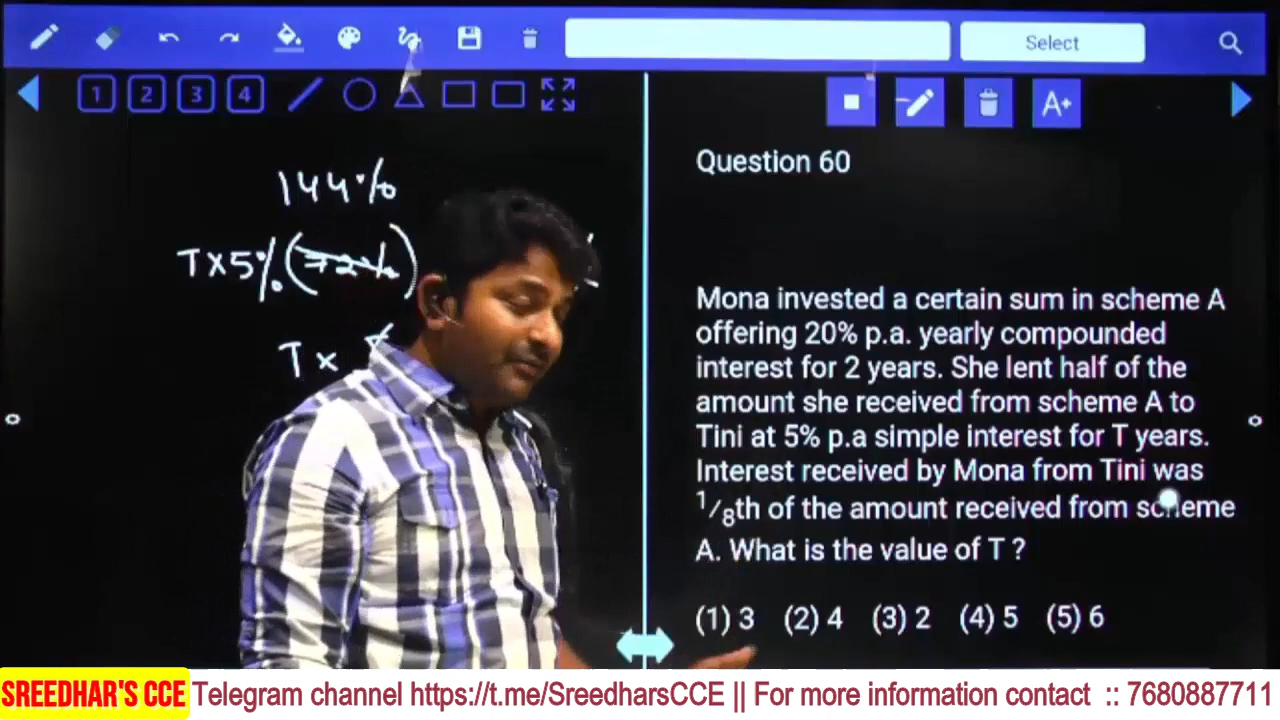 Select
1 2 3 4
A+
144%
T×5% (72%)
T×
Question 60
Mona invested a certain sum in scheme A
offering 20% p.a. yearly compounded
interest for 2 years. She lent half of the
amount she received from scheme A to
Tini at 5% p.a simple interest for T years.
Interest received by Mona from Tini was
1/8th of the amount received from scheme
A. What is the value of T ?
(1) 3 (2) 4 (3) 2 (4) 5 (5) 6
SREEDHAR'S CCE Telegram channel https://t.me/SreedharsCCE || For more information contact :: 7680887711